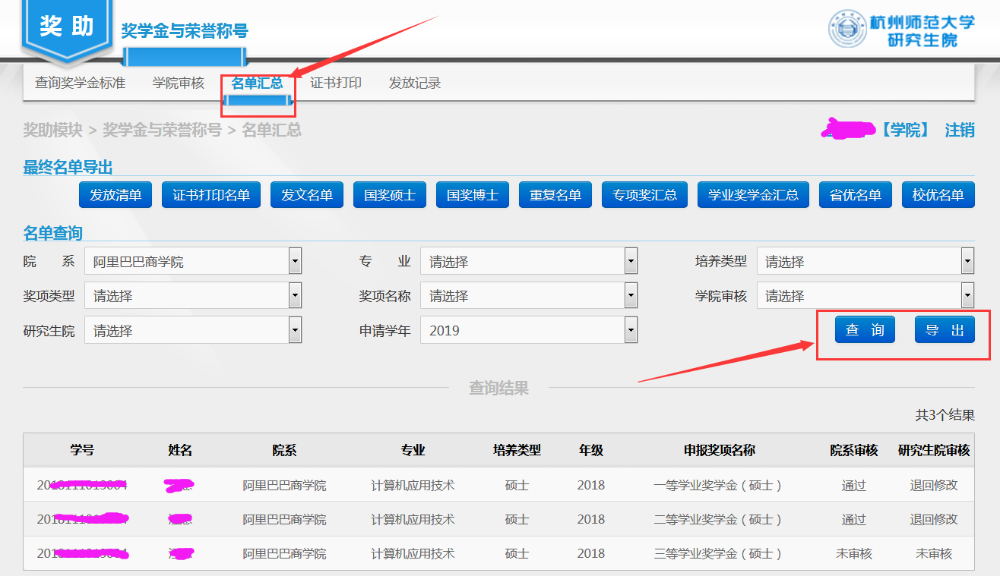 奖 助
奖学金与荣誉称号
杭州师范大学
研究生院
查询奖学金标准 学院审核 名单汇总 证书打印 发放记录
奖助模块 > 奖学金与荣誉称号 > 名单汇总
【学院】 注销
最终名单导出
发放清单 证书打印名单 发文名单 国奖硕士 国奖博士 重复名单 专项奖汇总 学业奖学金汇总 省优名单 校优名单
名单查询
院 系 阿里巴巴商学院 专 业 请选择 培养类型 请选择
奖项类型 请选择 奖项名称 请选择 学院审核 请选择
研究生院 请选择 申请学年 2019 查 询 导 出
查询结果
共3个结果
学号 姓名 院系 专业 培养类型 年级 申报奖项名称 院系审核 研究生院审核
阿里巴巴商学院 计算机应用技术 硕士 2018 一等学业奖学金（硕士） 通过 退回修改
阿里巴巴商学院 计算机应用技术 硕士 2018 二等学业奖学金（硕士） 通过 退回修改
阿里巴巴商学院 计算机应用技术 硕士 2018 三等学业奖学金（硕士） 未审核 未审核